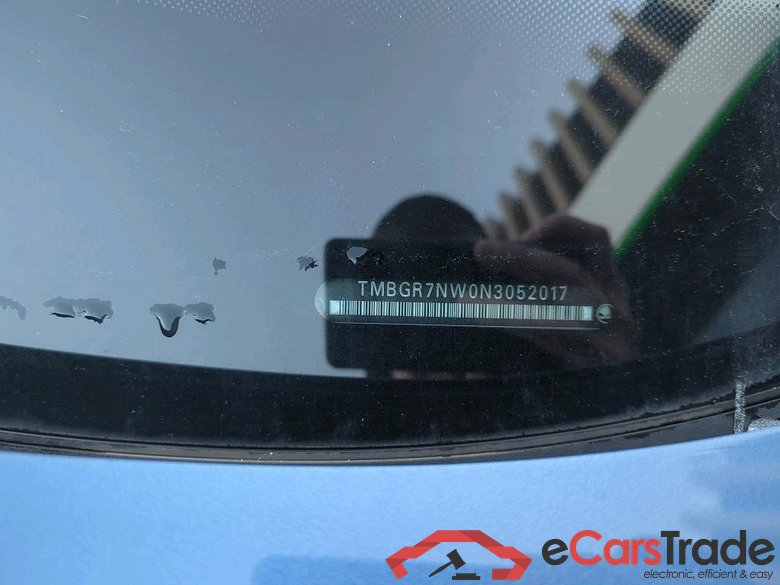 TMBGR7NW0N3052017
eCarsTrade
electronic, efficient & easy